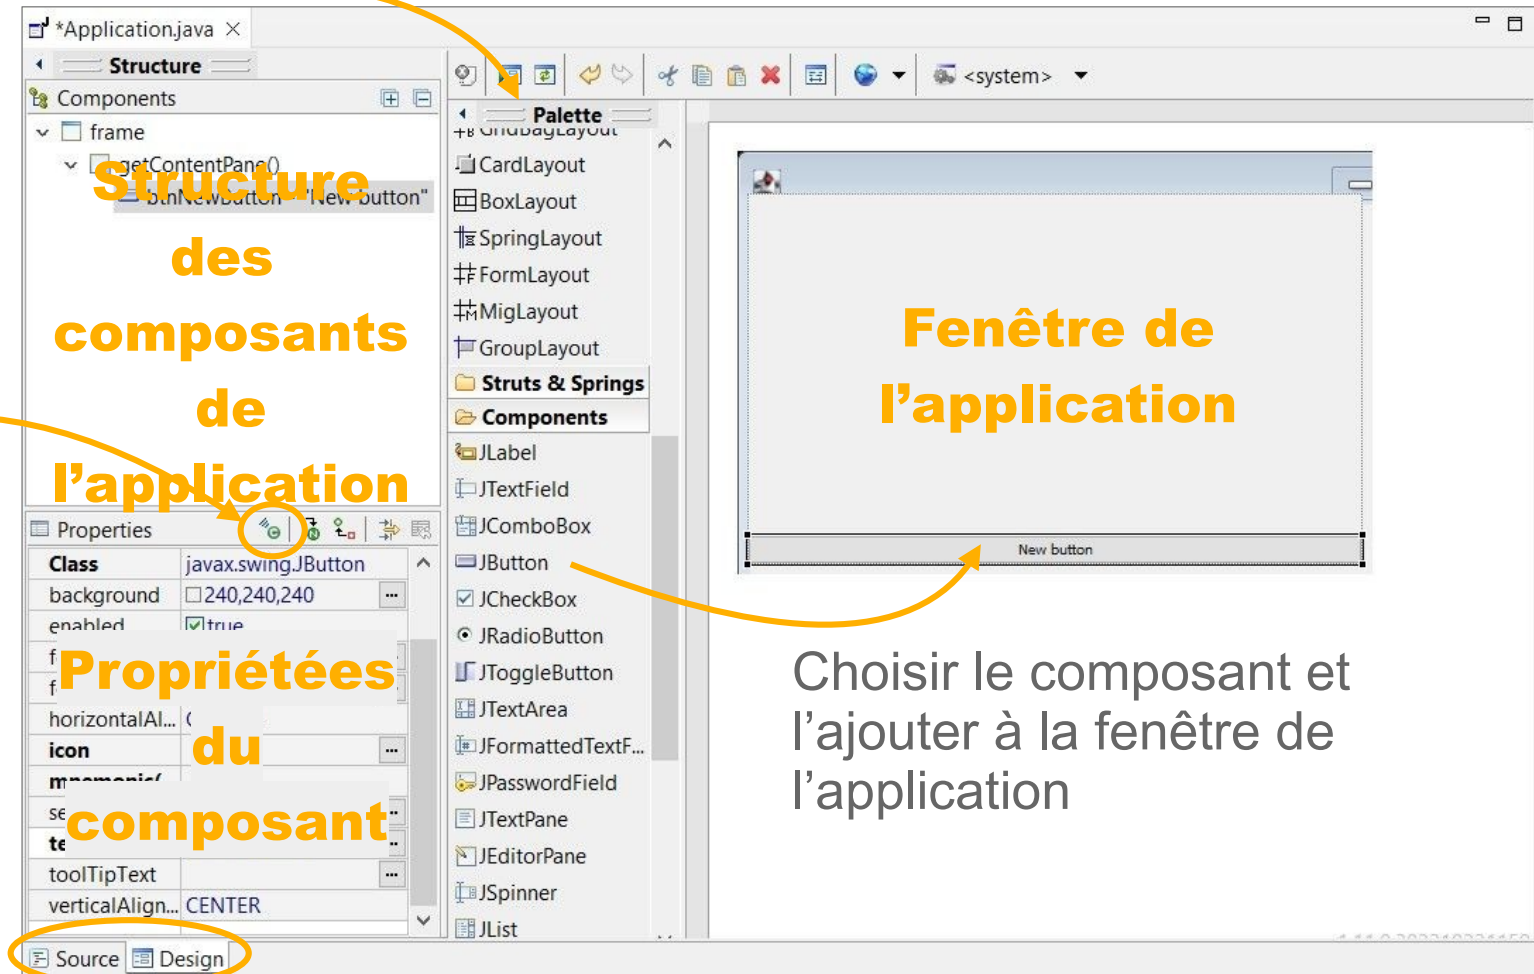 *Application.java
Structure
Components
frame
getContentPane()
btnNewButton - "New button"
Structure
des
composants
de
l’application
Properties
Class javax.swing.JButton
background 240,240,240
enabled true
horizontalAl...
icon
toolTipText
verticalAlign... CENTER
Propriétées
du
composant
Source Design
<system>
Palette
GridBagLayout
CardLayout
BoxLayout
SpringLayout
FormLayout
MigLayout
GroupLayout
Struts & Springs
Components
JLabel
JTextField
JComboBox
JButton
JCheckBox
JRadioButton
JToggleButton
JTextArea
JFormattedTextF...
JPasswordField
JTextPane
JEditorPane
JSpinner
JList
Fenêtre de
l’application
New button
Choisir le composant et
l’ajouter à la fenêtre de
l’application